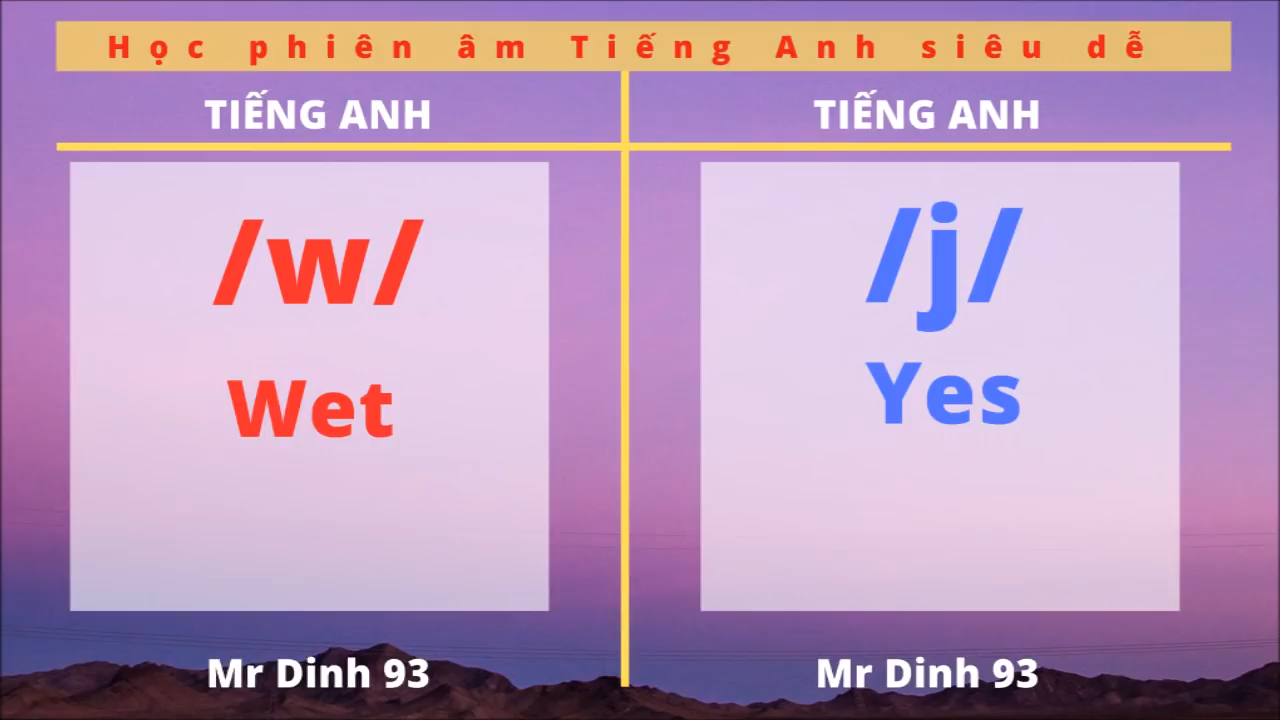 Học phiên âm Tiếng Anh siêu dễ
TIẾNG ANH
/w/
Wet
Mr Dinh 93
TIẾNG ANH
/j/
Yes
Mr Dinh 93